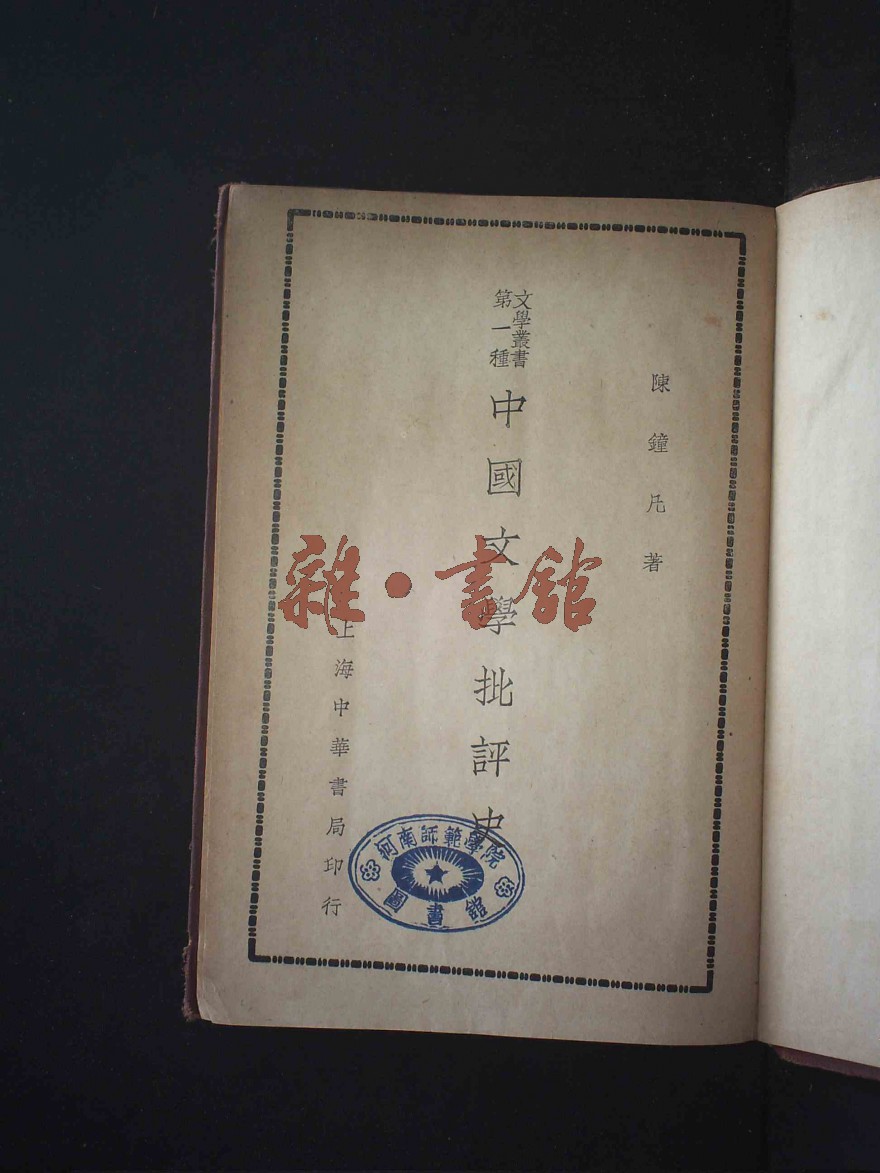 陳鐘凡著
文學叢書
第一種
中國文學批評史
上海中華書局印行
河南師範學院
圖書館
雜·書館